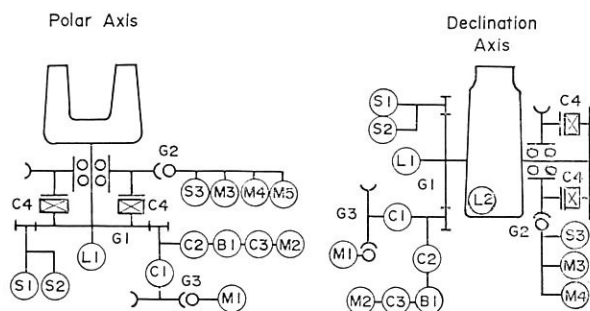 Polar Axis
G2
C4
C4
S3 M3 M4 M5
G1
L1
C2 B1 C3 M2
C1
S1 S2
G3
M1
Declination
Axis
S1
S2
C4
L1
G1
C4
L2
G3
C1
G2
S3
M1
C2
M3
M2 C3 B1
M4